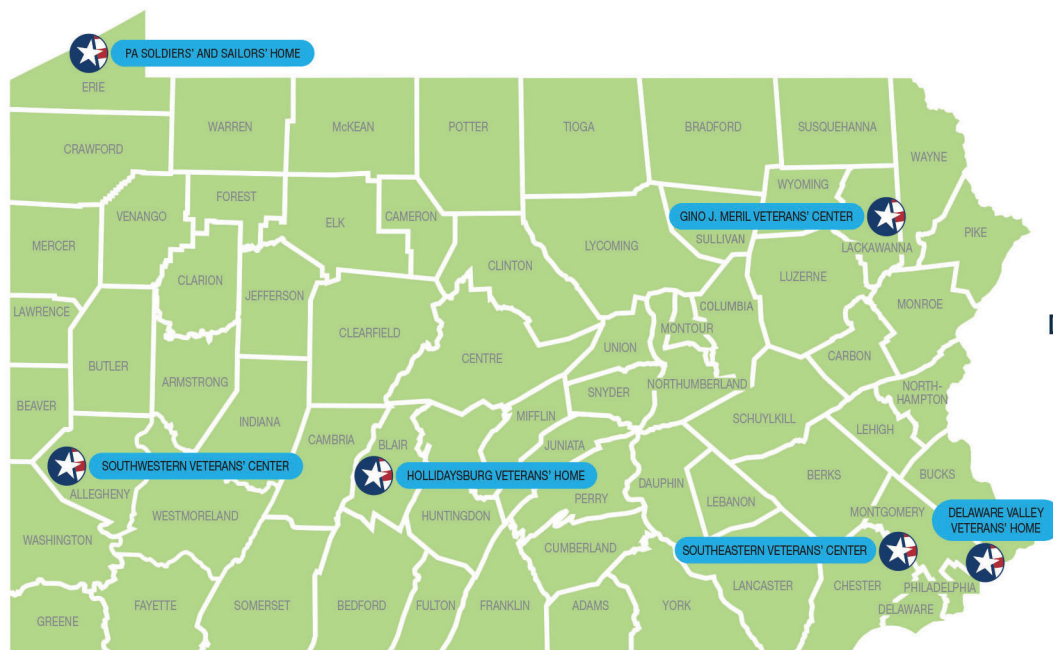 PA SOLDIERS' AND SAILORS' HOME
ERIE
WARREN
McKEAN
POTTER
TIOGA
BRADFORD
SUSQUEHANNA
CRAWFORD
WAYNE
WYOMING
FOREST
VENANGO
ELK
CAMERON
GINO J. MERIL VETERANS' CENTER
SULLIVAN
PIKE
MERCER
LYCOMING
LACKAWANNA
CLINTON
CLARION
JEFFERSON
LUZERNE
LAWRENCE
COLUMBIA
MONROE
CLEARFIELD
MONTOUR
D
UNION
CENTRE
CARBON
BUTLER
ARMSTRONG
NORTHUMBERLAND
NORTH-
HAMPTON
SNYDER
BEAVER
INDIANA
MIFFLIN
SCHUYLKILL
CAMBRIA
BLAIR
JUNIATA
LEHIGH
SOUTHWESTERN VETERANS' CENTER
HOLLIDAYSBURG VETERANS' HOME
BERKS
BUCKS
DAUPHIN
ALLEGHENY
PERRY
LEBANON
MONTGOMERY
DELAWARE VALLEY
VETERANS' HOME
WESTMORELAND
HUNTINGDON
WASHINGTON
CUMBERLAND
SOUTHEASTERN VETERANS' CENTER
LANCASTER
CHESTER
PHILADELPHIA
FAYETTE
SOMERSET
BEDFORD
FULTON
FRANKLIN
ADAMS
YORK
DELAWARE
GREENE